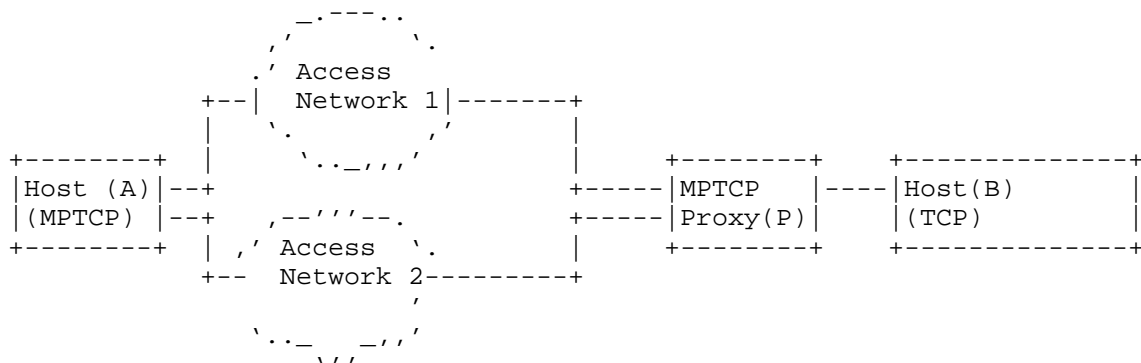 Access
Network 1
Host (A)
(MPTCP)
MPTCP
Proxy(P)
Host(B)
(TCP)
Access
Network 2